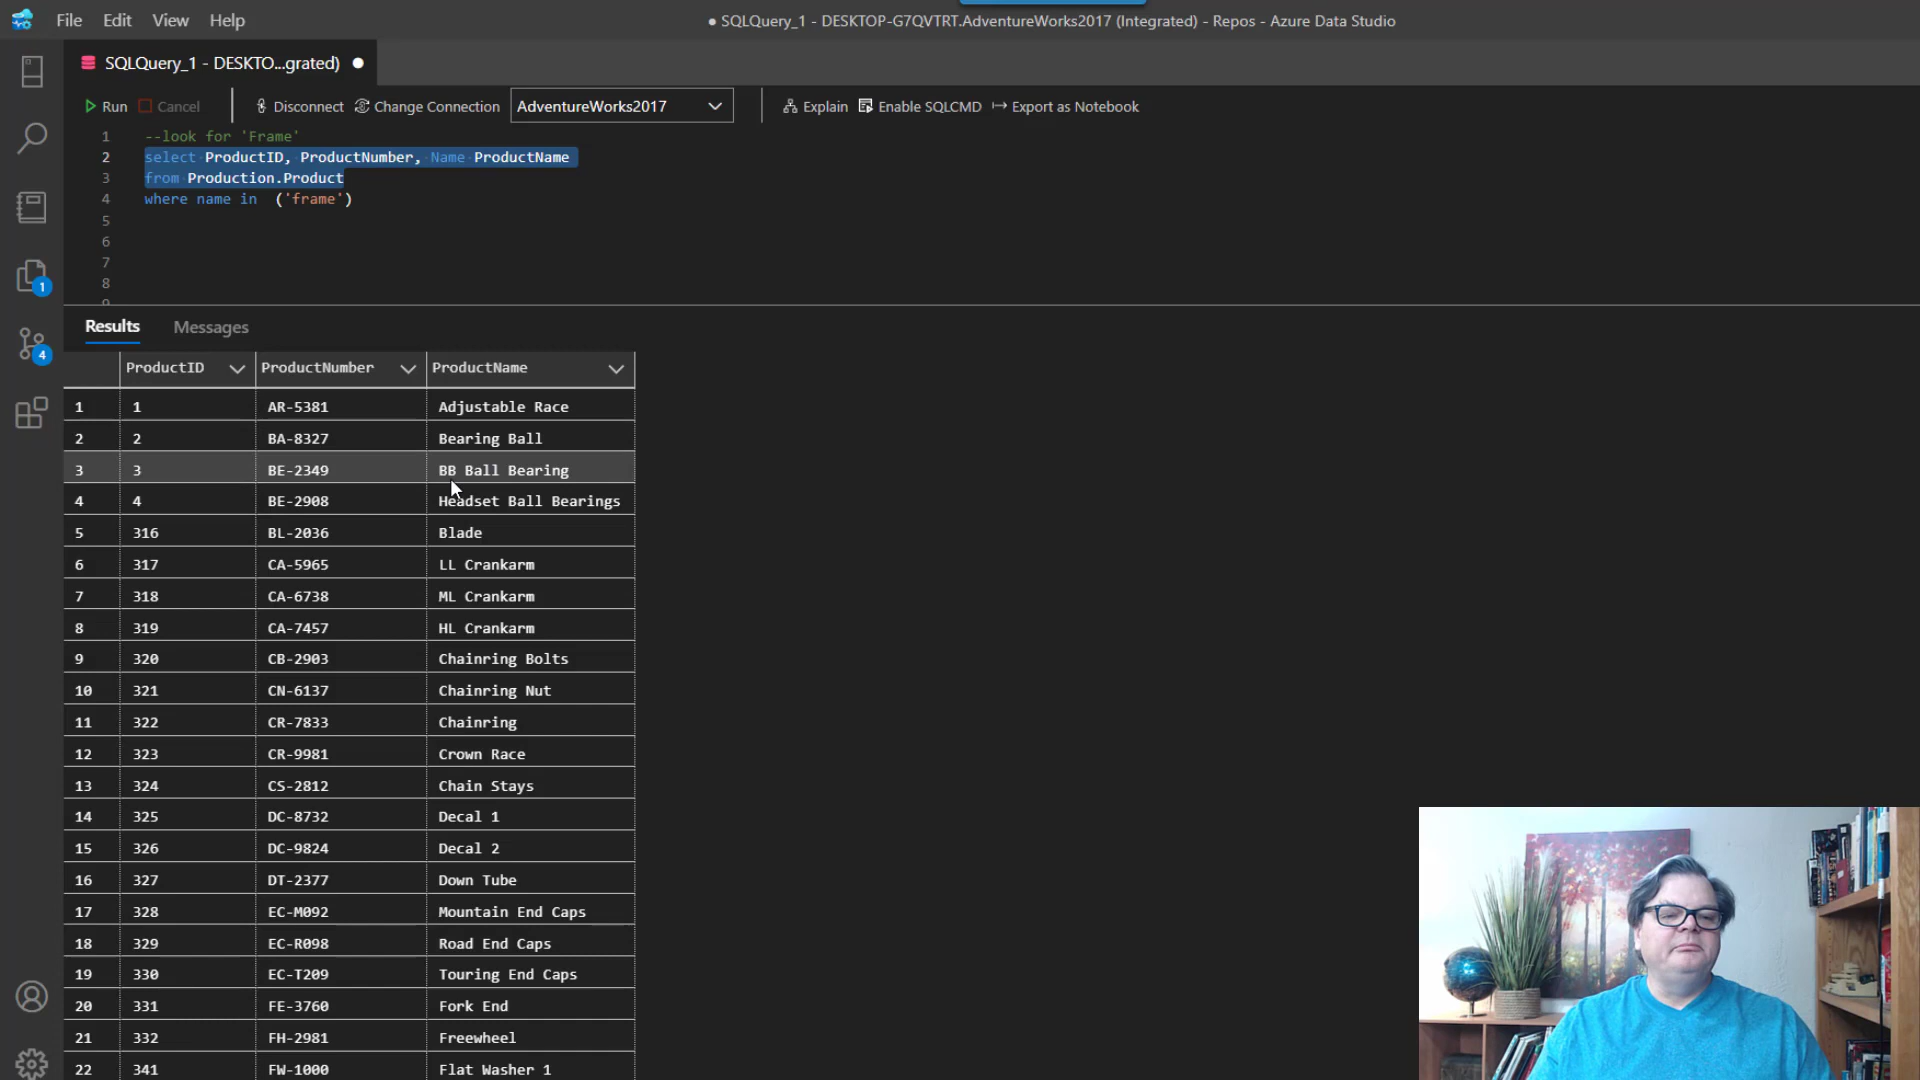 File Edit View Help
● SQLQuery_1 - DESKTOP-G7QVTRT.AdventureWorks2017 (Integrated) - Repos - Azure Data Studio
SQLQuery_1 - DESKTO...grated) ●
Run Cancel Disconnect Change Connection AdventureWorks2017 Explain Enable SQLCMD Export as Notebook
1 --look for 'Frame'
2 select ProductID, ProductNumber, Name ProductName
3 from Production.Product
4 where name in ('frame')
5
6
7
8
9
1
4
Results Messages
ProductID ProductNumber ProductName
1 1 AR-5381 Adjustable Race
2 2 BA-8327 Bearing Ball
3 3 BE-2349 BB Ball Bearing
4 4 BE-2908 Headset Ball Bearings
5 316 BL-2036 Blade
6 317 CA-5965 LL Crankarm
7 318 CA-6738 ML Crankarm
8 319 CA-7457 HL Crankarm
9 320 CB-2903 Chainring Bolts
10 321 CN-6137 Chainring Nut
11 322 CR-7833 Chainring
12 323 CR-9981 Crown Race
13 324 CS-2812 Chain Stays
14 325 DC-8732 Decal 1
15 326 DC-9824 Decal 2
16 327 DT-2377 Down Tube
17 328 EC-M092 Mountain End Caps
18 329 EC-R098 Road End Caps
19 330 EC-T209 Touring End Caps
20 331 FE-3760 Fork End
21 332 FH-2981 Freewheel
22 341 FW-1000 Flat Washer 1